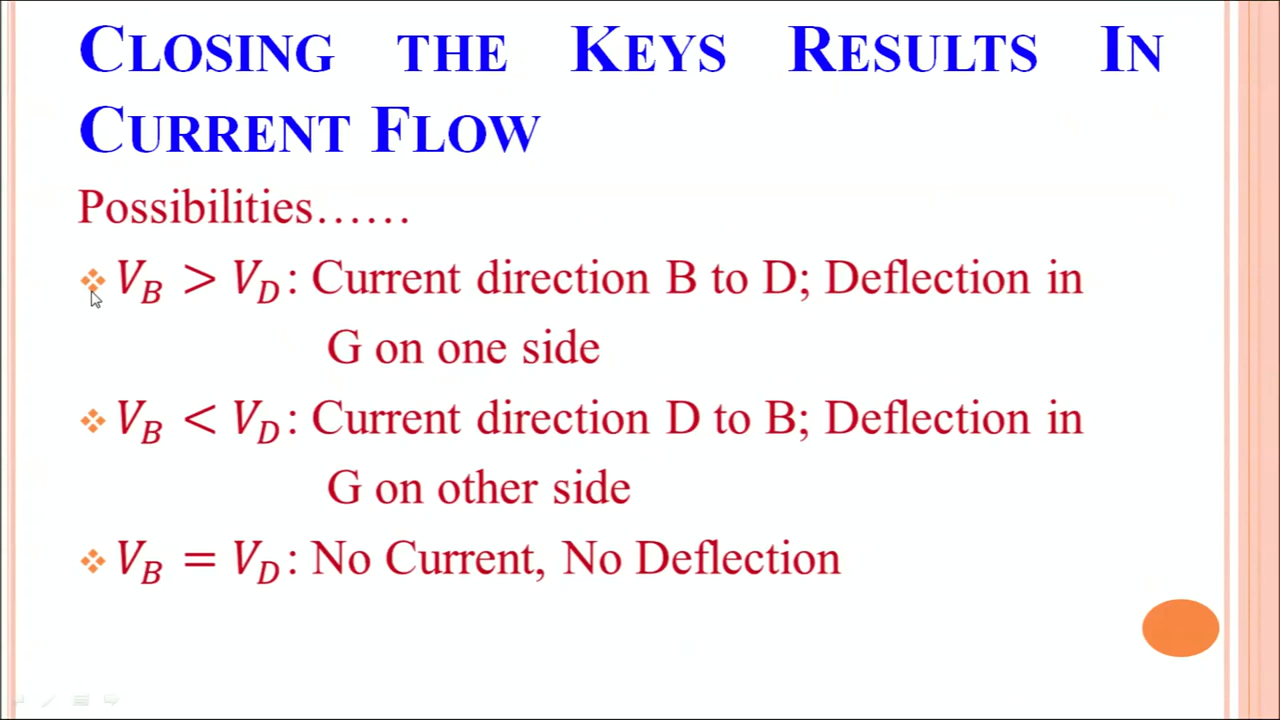 CLOSING THE KEYS RESULTS IN
CURRENT FLOW
Possibilities......
❖ V_B > V_D: Current direction B to D; Deflection in
G on one side
❖ V_B < V_D: Current direction D to B; Deflection in
G on other side
❖ V_B = V_D: No Current, No Deflection